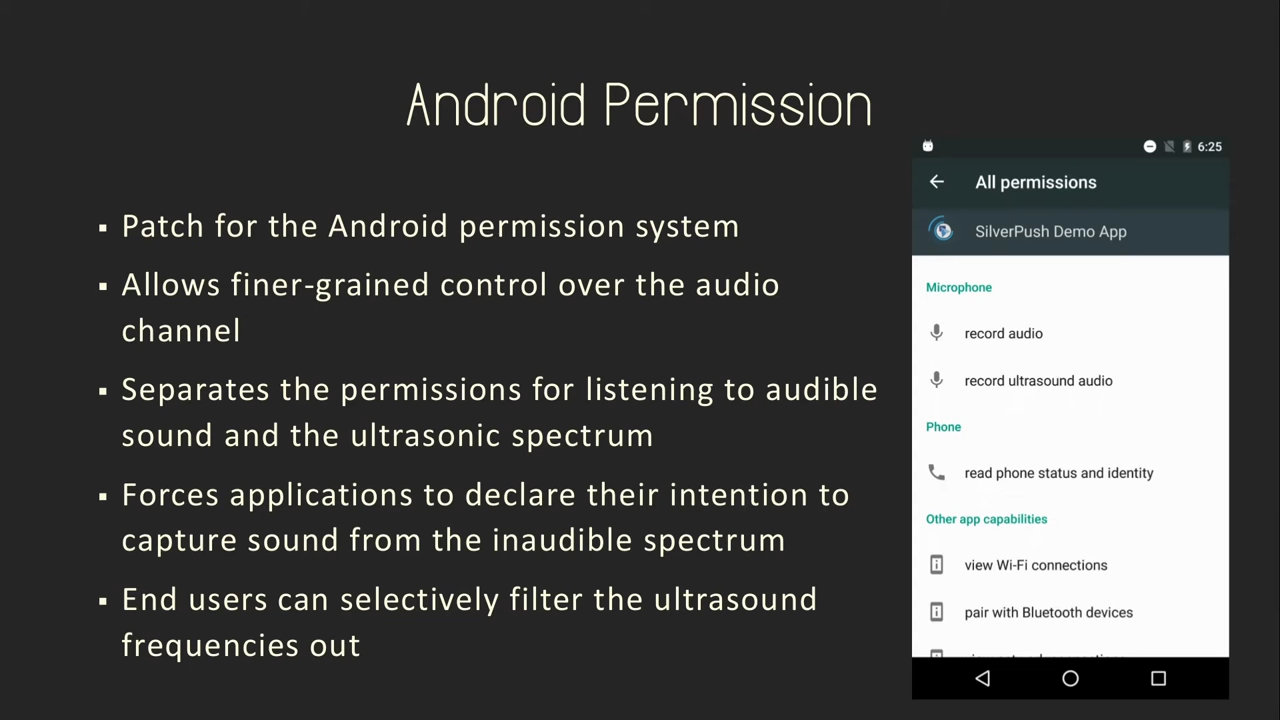 Android Permission
▪ Patch for the Android permission system
▪ Allows finer-grained control over the audio
channel
▪ Separates the permissions for listening to audible
sound and the ultrasonic spectrum
▪ Forces applications to declare their intention to
capture sound from the inaudible spectrum
▪ End users can selectively filter the ultrasound
frequencies out
6:25
All permissions
SilverPush Demo App
Microphone
record audio
record ultrasound audio
Phone
read phone status and identity
Other app capabilities
view Wi-Fi connections
pair with Bluetooth devices